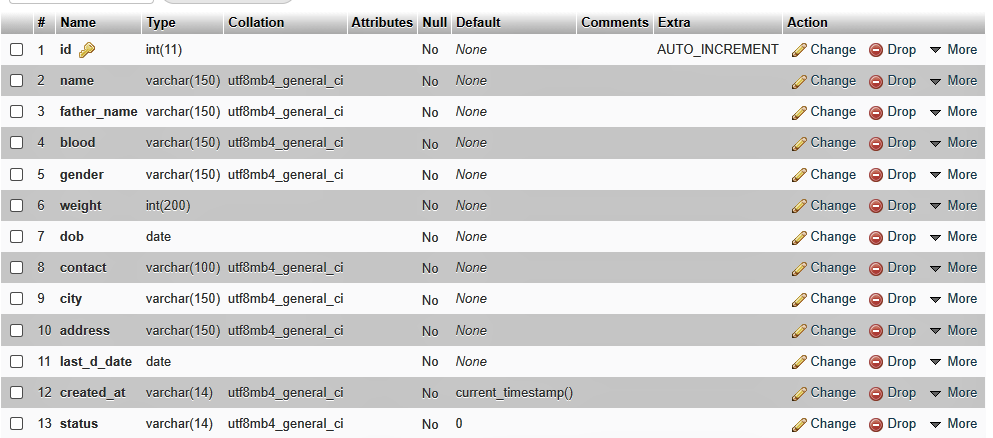 # Name Type Collation Attributes Null Default Comments Extra Action
1 id int(11) No None AUTO_INCREMENT Change Drop More
2 name varchar(150) utf8mb4_general_ci No None Change Drop More
3 father_name varchar(150) utf8mb4_general_ci No None Change Drop More
4 blood varchar(150) utf8mb4_general_ci No None Change Drop More
5 gender varchar(150) utf8mb4_general_ci No None Change Drop More
6 weight int(200) No None Change Drop More
7 dob date No None Change Drop More
8 contact varchar(100) utf8mb4_general_ci No None Change Drop More
9 city varchar(150) utf8mb4_general_ci No None Change Drop More
10 address varchar(150) utf8mb4_general_ci No None Change Drop More
11 last_d_date date No None Change Drop More
12 created_at varchar(14) utf8mb4_general_ci No current_timestamp() Change Drop More
13 status varchar(14) utf8mb4_general_ci No 0 Change Drop More